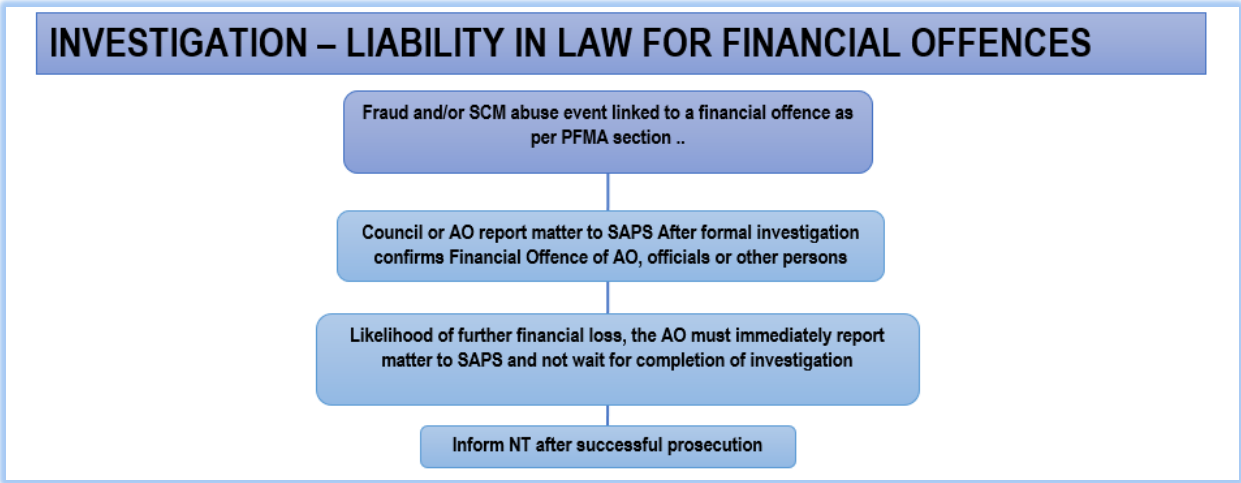 INVESTIGATION – LIABILITY IN LAW FOR FINANCIAL OFFENCES
Fraud and/or SCM abuse event linked to a financial offence as
per PFMA section ..
Council or AO report matter to SAPS After formal investigation
confirms Financial Offence of AO, officials or other persons
Likelihood of further financial loss, the AO must immediately report
matter to SAPS and not wait for completion of investigation
Inform NT after successful prosecution